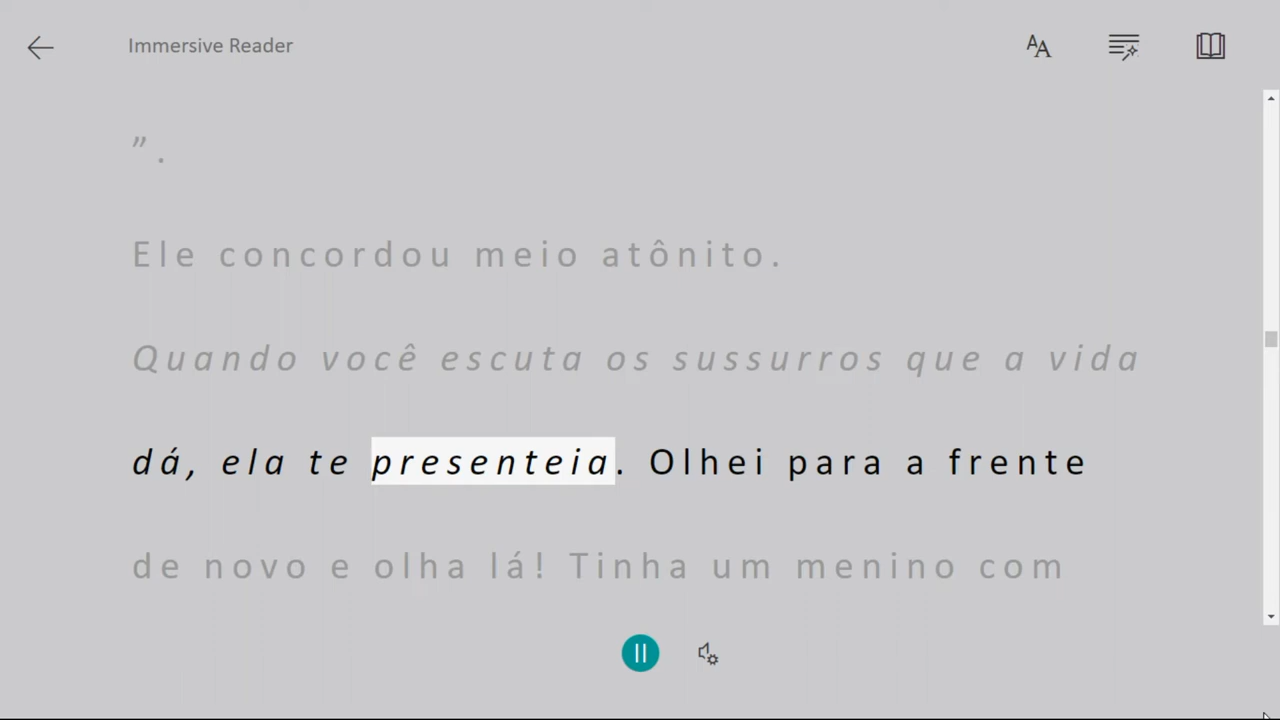 Immersive Reader
”.
Ele concordou meio atônito.
Quando você escuta os sussurros que a vida
dá, ela te presenteia. Olhei para a frente
de novo e olha lá! Tinha um menino com